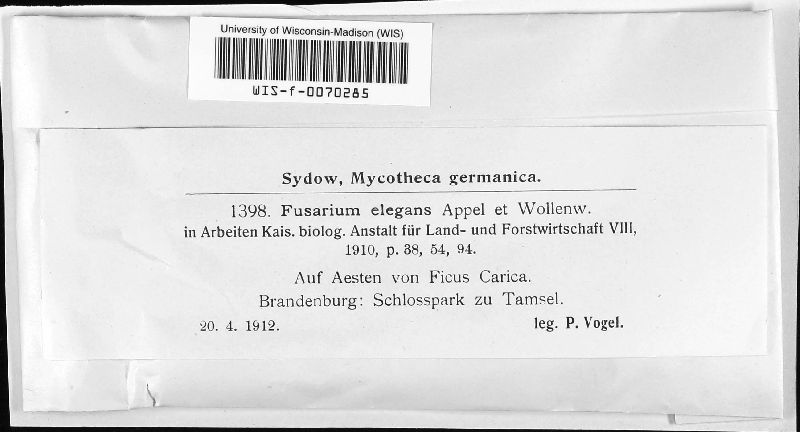 University of Wisconsin-Madison (WIS)
WIS-f-0070285
Sydow, Mycotheca germanica.
1398. Fusarium elegans Appel et Wollenw.
in Arbeiten Kais. biolog. Anstalt für Land- und Forstwirtschaft VIII,
1910, p. 38, 54, 94.
Auf Aesten von Ficus Carica.
Brandenburg: Schlosspark zu Tamsel.
20. 4. 1912. leg. P. Vogel.